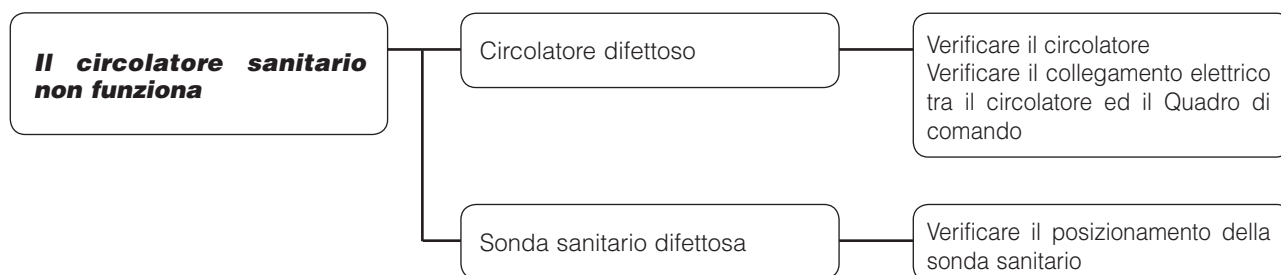 Il circolatore sanitario
non funziona
Circolatore difettoso
Verificare il circolatore
Verificare il collegamento elettrico
tra il circolatore ed il Quadro di
comando
Sonda sanitario difettosa
Verificare il posizionamento della
sonda sanitario